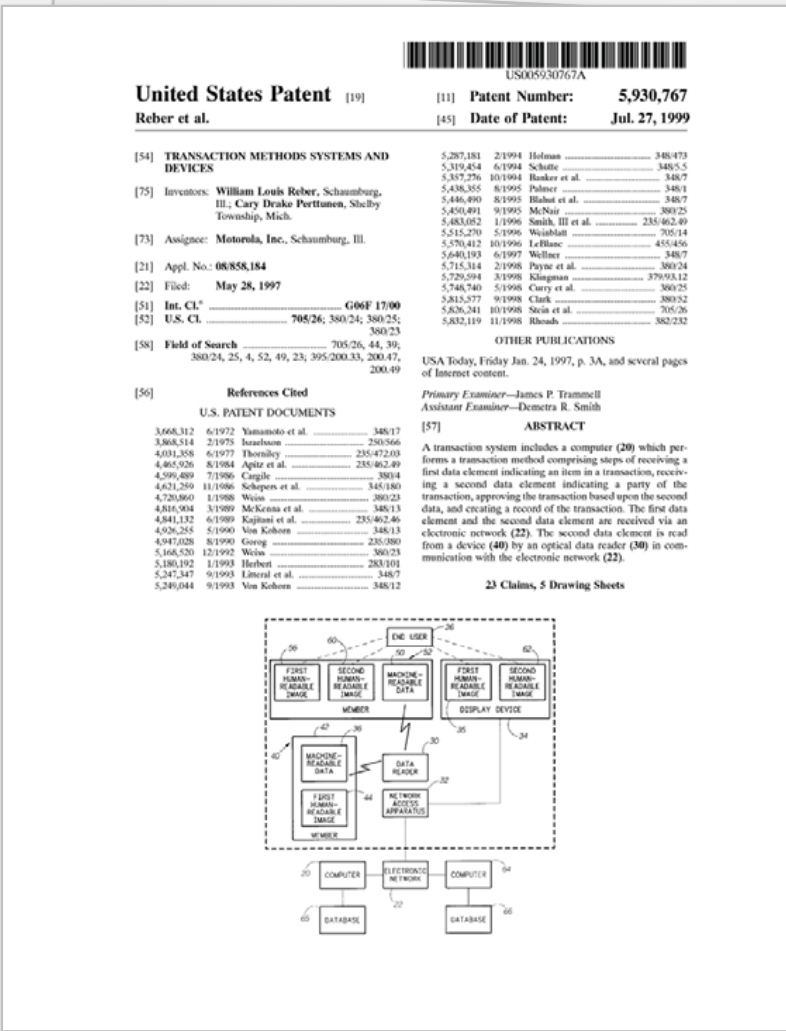 US005930767A
United States Patent [19]
Reber et al.
[11] Patent Number: 5,930,767
[45] Date of Patent: Jul. 27, 1999
[54] TRANSACTION METHODS SYSTEMS AND
DEVICES
[75] Inventors: William Louis Reber, Schaumburg,
Ill.; Cary Drake Perttunen, Shelby
Township, Mich.
[73] Assignee: Motorola, Inc., Schaumburg, Ill.
[21] Appl. No.: 08/858,184
[22] Filed: May 28, 1997
[51] Int. Cl.⁶ ........ G06F 17/00
[52] U.S. Cl. ........ 705/26; 380/24; 380/25;
380/23
[58] Field of Search ........ 705/26, 44, 39;
380/24, 25, 4, 52, 49, 23; 395/200.33, 200.47,
200.49
[56] References Cited
U.S. PATENT DOCUMENTS
3,668,312 6/1972 Yamamoto et al. ........ 348/17
3,868,514 2/1975 Israelsson ........ 250/566
4,031,358 6/1977 Thorniley ........ 235/472.03
4,465,926 8/1984 Apitz et al. ........ 235/462.49
4,599,489 7/1986 Cargile ........ 380/4
4,621,259 11/1986 Schepers et al. ........ 345/180
4,720,860 1/1988 Weiss ........ 380/23
4,816,904 3/1989 McKenna et al. ........ 348/13
4,841,132 6/1989 Kajitani et al. ........ 235/462.46
4,926,255 5/1990 Von Kohorn ........ 348/13
4,947,028 8/1990 Gorog ........ 235/380
5,168,520 12/1992 Weiss ........ 380/23
5,180,192 1/1993 Herbert ........ 283/101
5,247,347 9/1993 Litteral et al. ........ 348/7
5,249,044 9/1993 Von Kohorn ........ 348/12
5,287,181 2/1994 Holman ........ 348/473
5,319,454 6/1994 Schutte ........ 348/5.5
5,357,276 10/1994 Banker et al. ........ 348/7
5,438,355 8/1995 Palmer ........ 348/1
5,446,490 8/1995 Blahut et al. ........ 348/7
5,450,491 9/1995 McNair ........ 380/25
5,483,052 1/1996 Smith, III et al. ........ 235/462.49
5,515,270 5/1996 Weinblatt ........ 705/14
5,570,412 10/1996 LeBlanc ........ 455/456
5,640,193 6/1997 Wellner ........ 348/7
5,715,314 2/1998 Payne et al. ........ 380/24
5,729,594 3/1998 Klingman ........ 379/93.12
5,748,740 5/1998 Curry et al. ........ 380/25
5,815,577 9/1998 Clark ........ 380/52
5,826,241 10/1998 Stein et al. ........ 705/26
5,832,119 11/1998 Rhoads ........ 382/232
OTHER PUBLICATIONS
USA Today, Friday Jan. 24, 1997, p. 3A, and several pages
of Internet content.
Primary Examiner—James P. Trammell
Assistant Examiner—Demetra R. Smith
[57] ABSTRACT
A transaction system includes a computer (20) which per-
forms a transaction method comprising steps of receiving a
first data element indicating an item in a transaction, receiv-
ing a second data element indicating a party of the
transaction, approving the transaction based upon the second
data, and creating a record of the transaction. The first data
element and the second data element are received via an
electronic network (22). The second data element is read
from a device (40) by an optical data reader (30) in com-
munication with the electronic network (22).
23 Claims, 5 Drawing Sheets
END USER
26
56
60
50
52
62
FIRST
HUMAN-
READABLE
IMAGE
SECOND
HUMAN-
READABLE
IMAGE
MACHINE-
READABLE
DATA
MEMBER
FIRST
HUMAN-
READABLE
IMAGE
SECOND
HUMAN-
READABLE
IMAGE
DISPLAY DEVICE
34
42
36
40
MACHINE-
READABLE
DATA
FIRST
HUMAN-
READABLE
IMAGE
44
MEMBER
30
DATA
READER
32
NETWORK
ACCESS
APPARATUS
20
COMPUTER
ELECTRONIC
NETWORK
22
COMPUTER
64
65
DATABASE
DATABASE
66